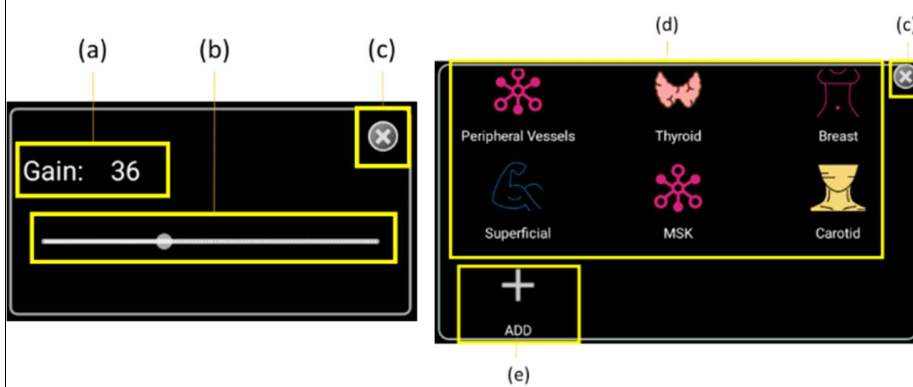 (a) (b) (c)
Gain: 36
(d) (c)
Peripheral Vessels Thyroid Breast
Superficial MSK Carotid
ADD
(e)